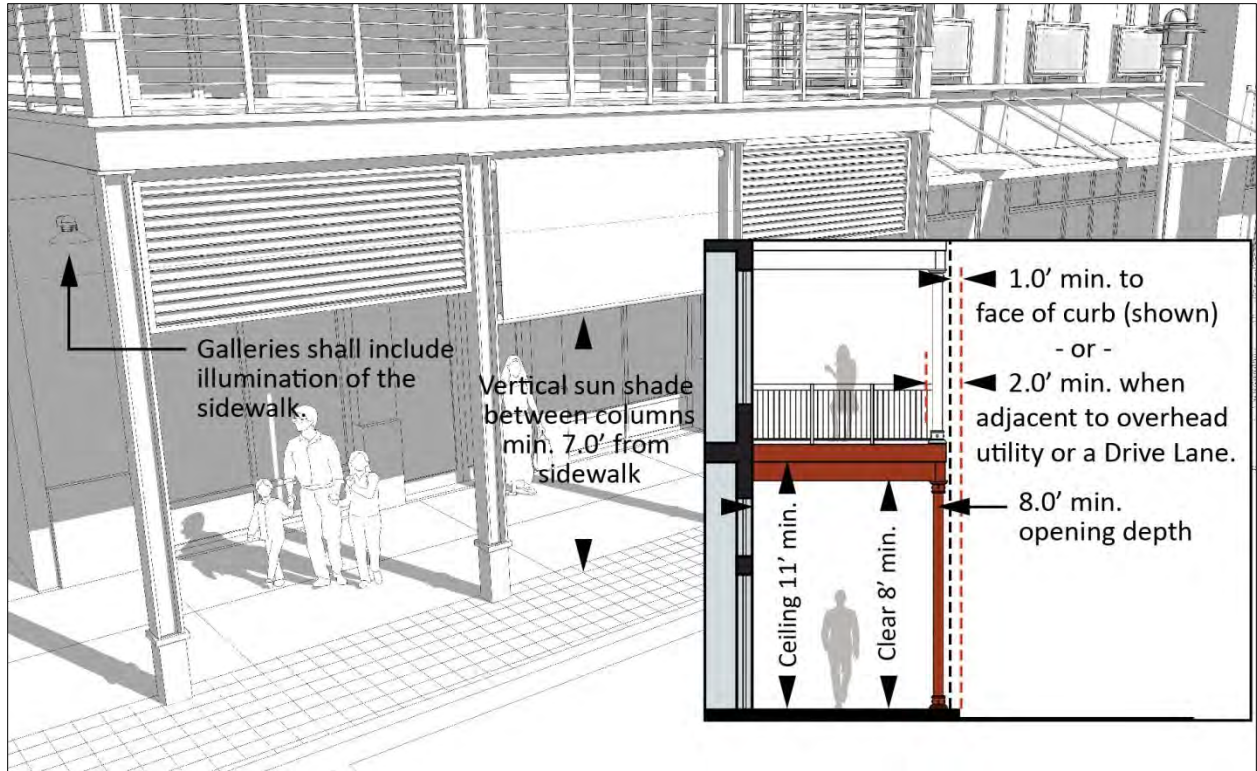 Galleries shall include
illumination of the
sidewalk.
Vertical sun shade
between columns
min. 7.0’ from
sidewalk
1.0’ min. to
face of curb (shown)
- or -
2.0’ min. when
adjacent to overhead
utility or a Drive Lane.
8.0’ min.
opening depth
Ceiling 11’ min.
Clear 8’ min.